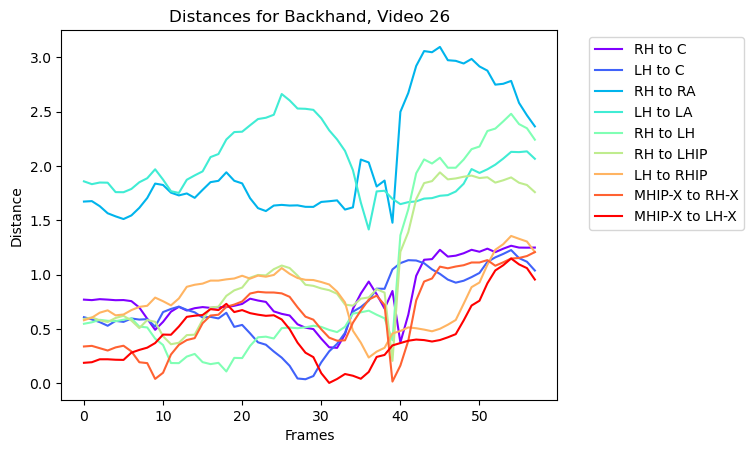 Distances for Backhand, Video 26
3.0
2.5
2.0
1.5
1.0
0.5
0.0
Distance
0 10 20 30 40 50
Frames
RH to C
LH to C
RH to RA
LH to LA
RH to LH
RH to LHIP
LH to RHIP
MHIP-X to RH-X
MHIP-X to LH-X